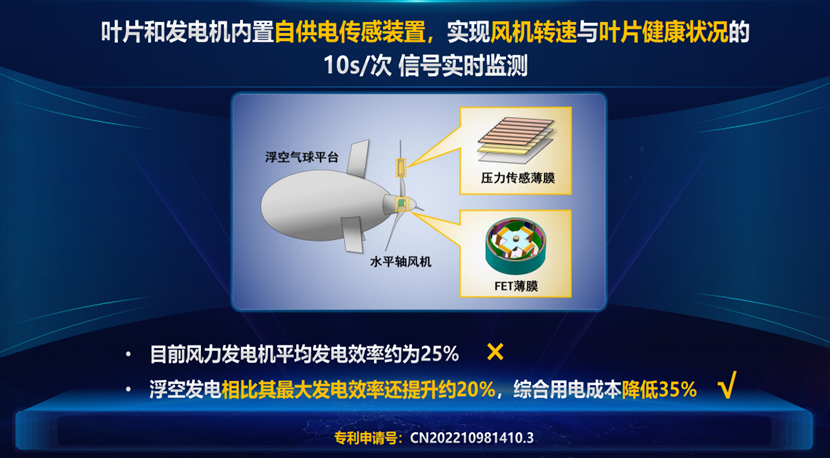 叶片和发电机内置自供电传感装置，实现风机转速与叶片健康状况的
10s/次 信号实时监测
浮空气球平台
压力传感薄膜
水平轴风机
FET薄膜
• 目前风力发电机平均发电效率约为25% ×
• 浮空发电相比其最大发电效率还提升约20%，综合用电成本降低35% √
专利申请号：CN202210981410.3